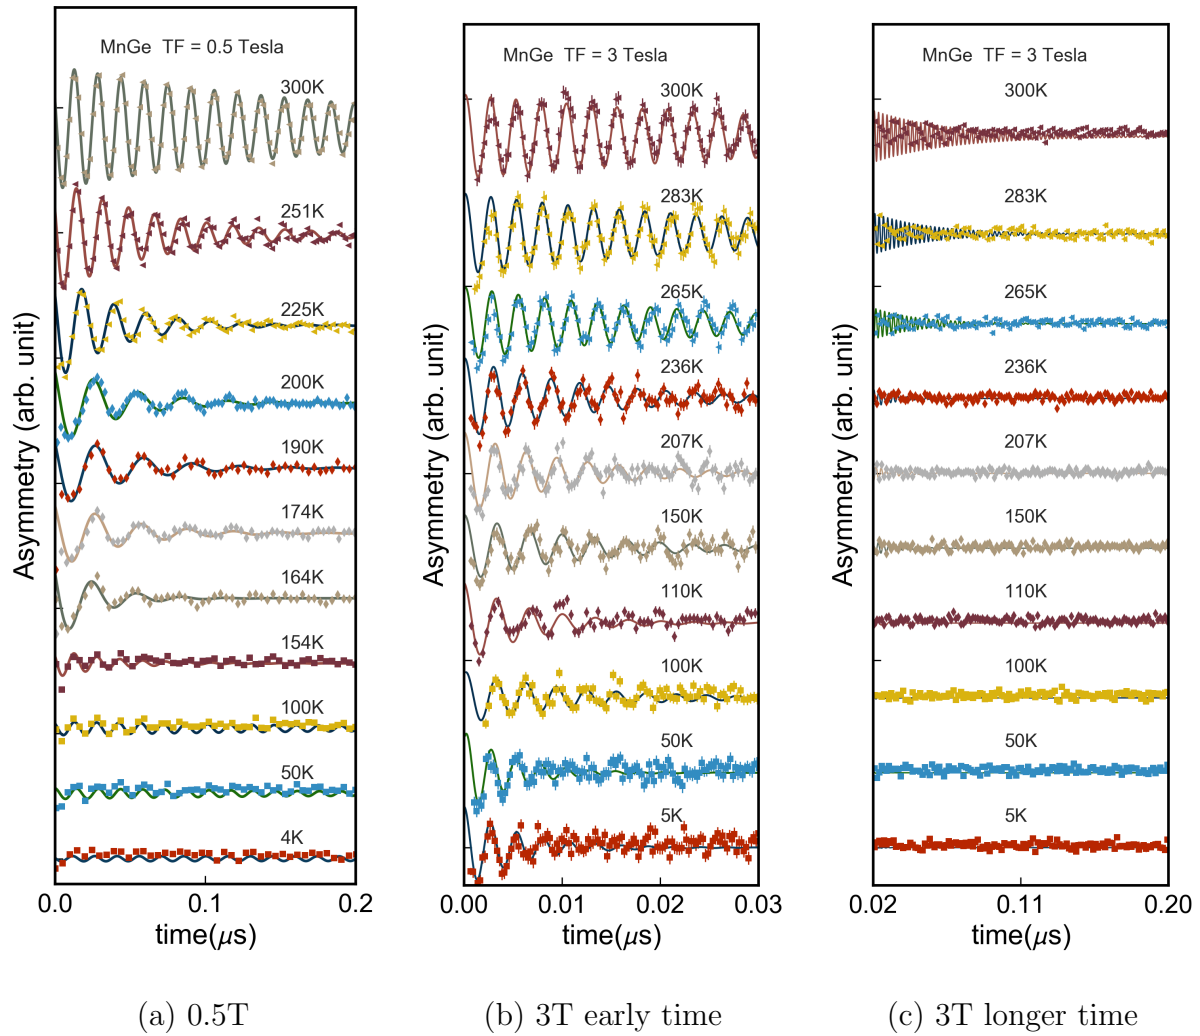 MnGe TF = 0.5 Tesla
300K
251K
225K
200K
190K
174K
164K
154K
100K
50K
4K
Asymmetry (arb. unit)
0.0 0.1 0.2
time(μs)
(a) 0.5T
MnGe TF = 3 Tesla
300K
283K
265K
236K
207K
150K
110K
100K
50K
5K
Asymmetry (arb. unit)
0.00 0.01 0.02 0.03
time(μs)
(b) 3T early time
MnGe TF = 3 Tesla
300K
283K
265K
236K
207K
150K
110K
100K
50K
5K
Asymmetry (arb. unit)
0.02 0.11 0.20
time(μs)
(c) 3T longer time